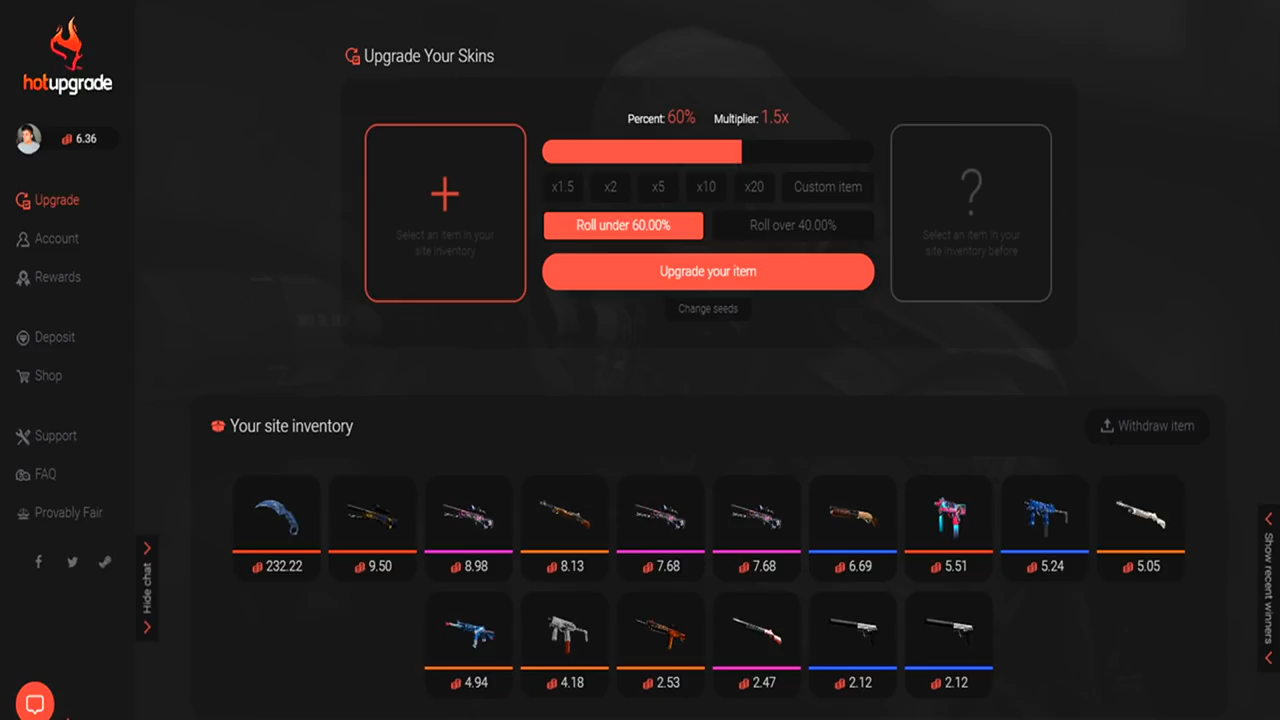 hotupgrade
6.36
Upgrade
Account
Rewards
Deposit
Shop
Support
FAQ
Provably Fair
Hide chat
Upgrade Your Skins
Percent: 60% Multiplier: 1.5x
Select an item in your
site inventory
x1.5 x2 x5 x10 x20 Custom item
Roll under 60.00% Roll over 40.00%
Upgrade your item
Change seeds
?
Select an item in your
site inventory before
Your site inventory
Withdraw item
232.22 9.50 8.98 8.13 7.68 7.68 6.69 5.51 5.24 5.05
4.94 4.18 2.53 2.47 2.12 2.12
Show recent winners